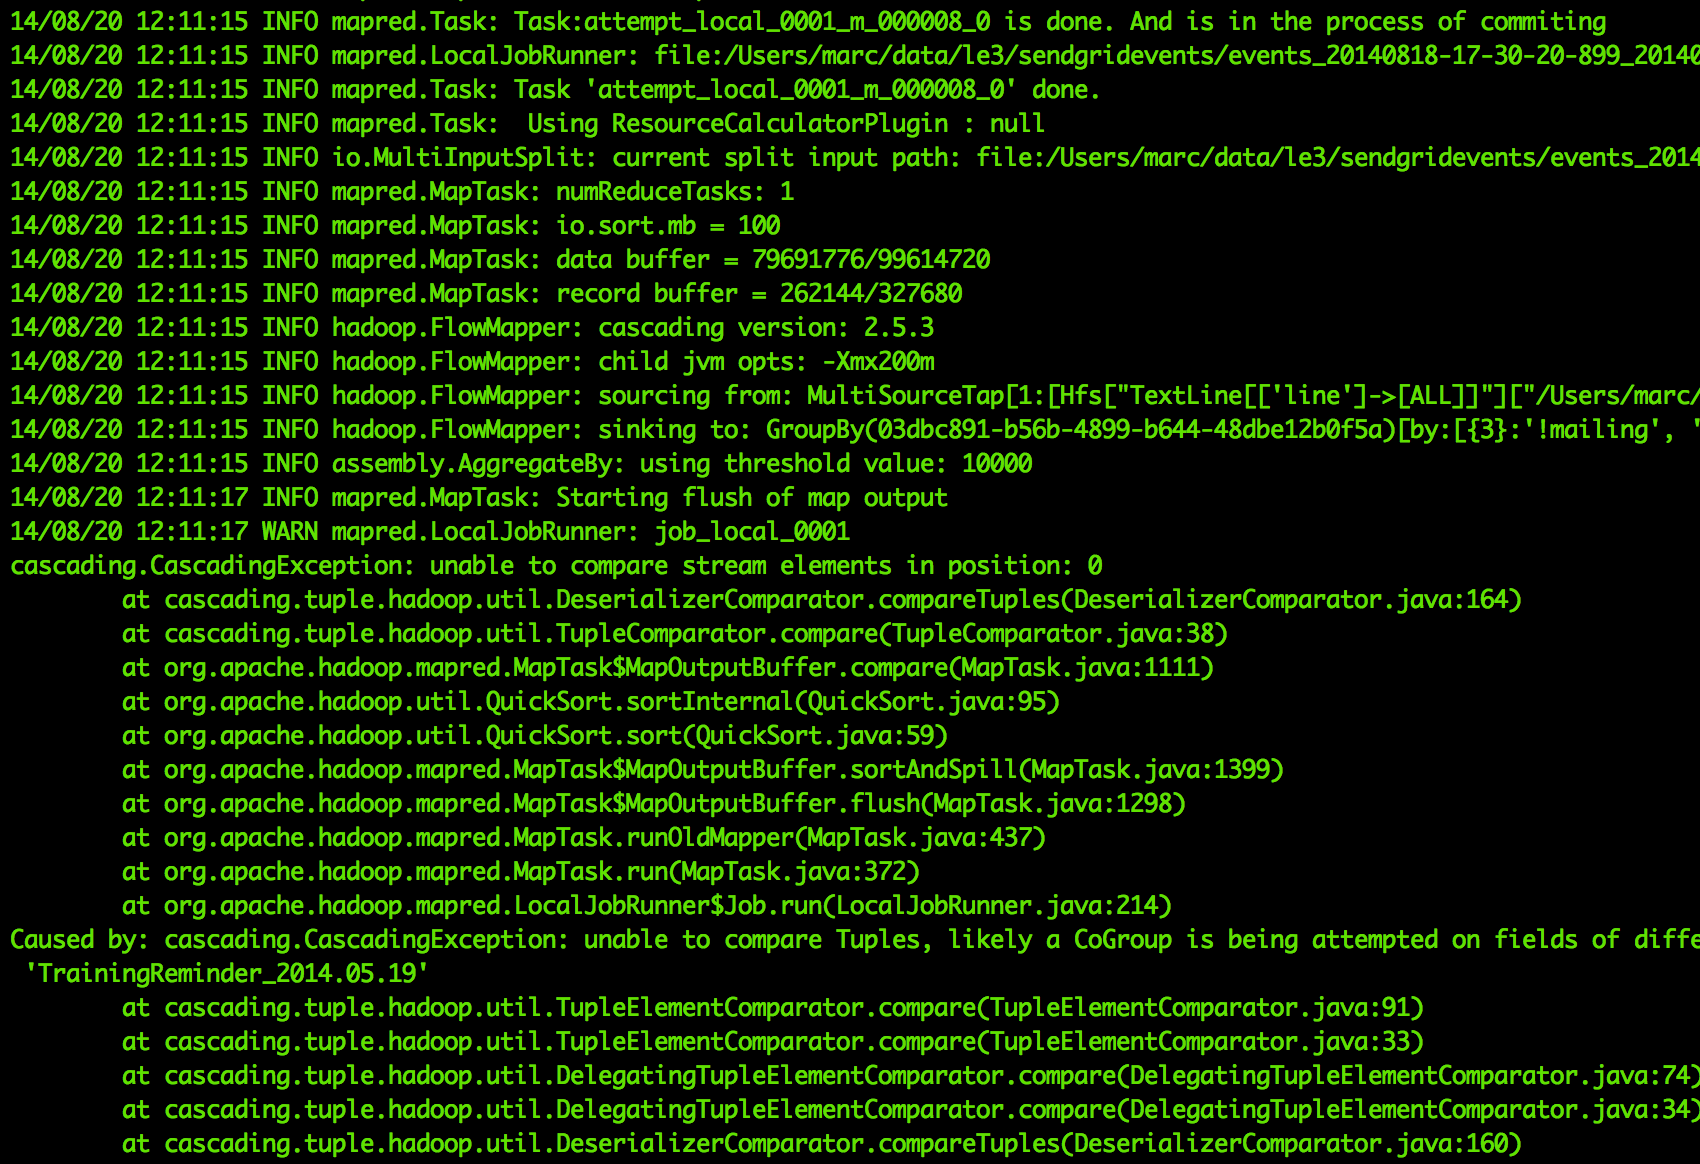 14/08/20 12:11:15 INFO mapred.Task: Task:attempt_local_0001_m_000008_0 is done. And is in the process of commiting
14/08/20 12:11:15 INFO mapred.LocalJobRunner: file:/Users/marc/data/le3/sendgridevents/events_20140818-17-30-20-899_20140
14/08/20 12:11:15 INFO mapred.Task: Task 'attempt_local_0001_m_000008_0' done.
14/08/20 12:11:15 INFO mapred.Task:  Using ResourceCalculatorPlugin : null
14/08/20 12:11:15 INFO io.MultiInputSplit: current split input path: file:/Users/marc/data/le3/sendgridevents/events_2014
14/08/20 12:11:15 INFO mapred.MapTask: numReduceTasks: 1
14/08/20 12:11:15 INFO mapred.MapTask: io.sort.mb = 100
14/08/20 12:11:15 INFO mapred.MapTask: data buffer = 79691776/99614720
14/08/20 12:11:15 INFO mapred.MapTask: record buffer = 262144/327680
14/08/20 12:11:15 INFO hadoop.FlowMapper: cascading version: 2.5.3
14/08/20 12:11:15 INFO hadoop.FlowMapper: child jvm opts: -Xmx200m
14/08/20 12:11:15 INFO hadoop.FlowMapper: sourcing from: MultiSourceTap[1:[Hfs["TextLine[['line']->[ALL]]"]["/Users/marc/
14/08/20 12:11:15 INFO hadoop.FlowMapper: sinking to: GroupBy(03dbc891-b56b-4899-b644-48dbe12b0f5a)[by:[{3}:'!mailing', '
14/08/20 12:11:15 INFO assembly.AggregateBy: using threshold value: 10000
14/08/20 12:11:17 INFO mapred.MapTask: Starting flush of map output
14/08/20 12:11:17 WARN mapred.LocalJobRunner: job_local_0001
cascading.CascadingException: unable to compare stream elements in position: 0
        at cascading.tuple.hadoop.util.DeserializerComparator.compareTuples(DeserializerComparator.java:164)
        at cascading.tuple.hadoop.util.TupleComparator.compare(TupleComparator.java:38)
        at org.apache.hadoop.mapred.MapTask$MapOutputBuffer.compare(MapTask.java:1111)
        at org.apache.hadoop.util.QuickSort.sortInternal(QuickSort.java:95)
        at org.apache.hadoop.util.QuickSort.sort(QuickSort.java:59)
        at org.apache.hadoop.mapred.MapTask$MapOutputBuffer.sortAndSpill(MapTask.java:1399)
        at org.apache.hadoop.mapred.MapTask$MapOutputBuffer.flush(MapTask.java:1298)
        at org.apache.hadoop.mapred.MapTask.runOldMapper(MapTask.java:437)
        at org.apache.hadoop.mapred.MapTask.run(MapTask.java:372)
        at org.apache.hadoop.mapred.LocalJobRunner$Job.run(LocalJobRunner.java:214)
Caused by: cascading.CascadingException: unable to compare Tuples, likely a CoGroup is being attempted on fields of diffe
 'TrainingReminder_2014.05.19'
        at cascading.tuple.hadoop.util.TupleElementComparator.compare(TupleElementComparator.java:91)
        at cascading.tuple.hadoop.util.TupleElementComparator.compare(TupleElementComparator.java:33)
        at cascading.tuple.hadoop.util.DelegatingTupleElementComparator.compare(DelegatingTupleElementComparator.java:74)
        at cascading.tuple.hadoop.util.DelegatingTupleElementComparator.compare(DelegatingTupleElementComparator.java:34)
        at cascading.tuple.hadoop.util.DeserializerComparator.compareTuples(DeserializerComparator.java:160)